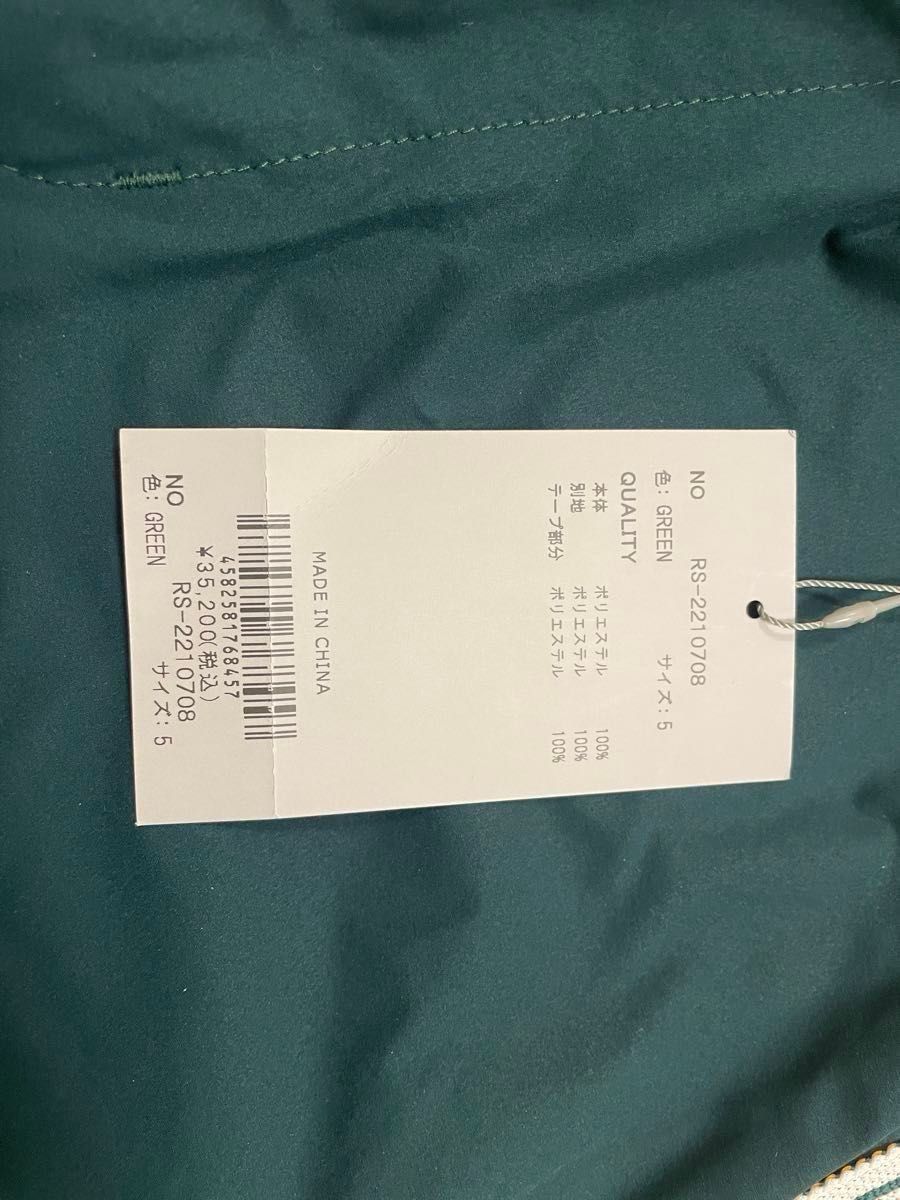 NO RS-2210708
色: GREEN サイズ: 5
QUALITY
本体 ポリエステル 100%
別地 ポリエステル 100%
テープ部分 ポリエステル 100%
MADE IN CHINA
4582581768457
¥35,200(税込)
NO RS-2210708
色: GREEN サイズ: 5